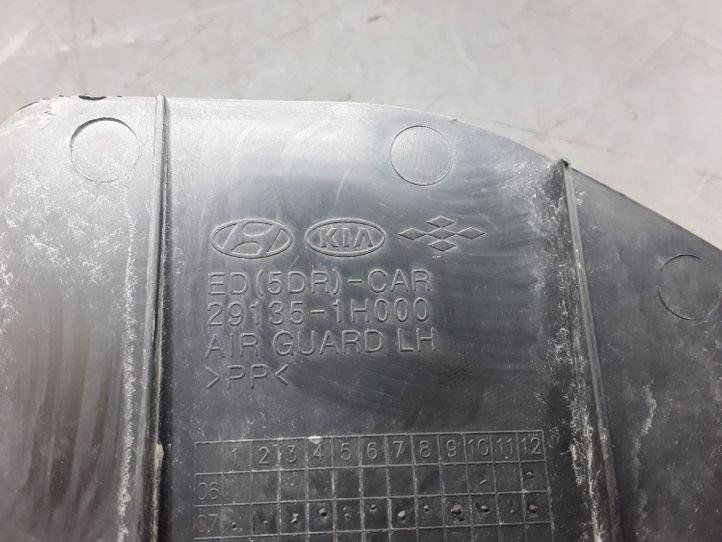 KIA
ED(5DR)-CAR
29135-1H000
AIR GUARD LH
>PP<
1 2 3 4 5 6 7 8 9 10 11 12
06
07